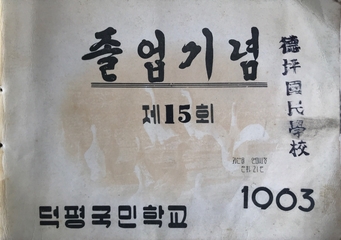 졸업기념
德坪國民學校
제15회
1963
덕평국민학교